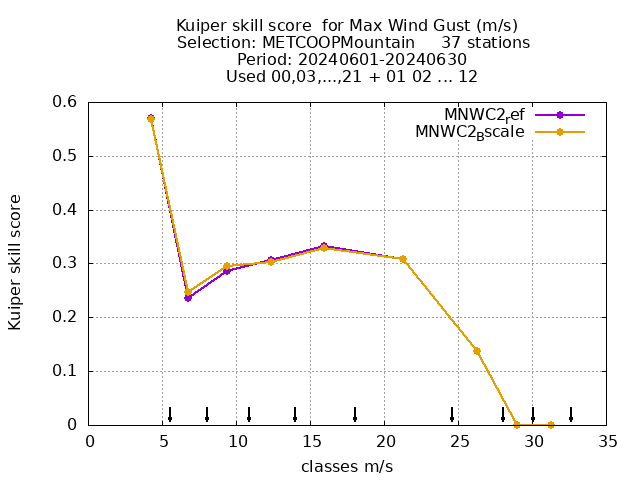 Kuiper skill score  for Max Wind Gust (m/s)
Selection: METCOOPMountain     37 stations
Period: 20240601-20240630
Used 00,03,...,21 + 01 02 ... 12
MNWC2ref
MNWC2Bscale
Kuiper skill score
0.6
0.5
0.4
0.3
0.2
0.1
0
0 5 10 15 20 25 30 35
classes m/s